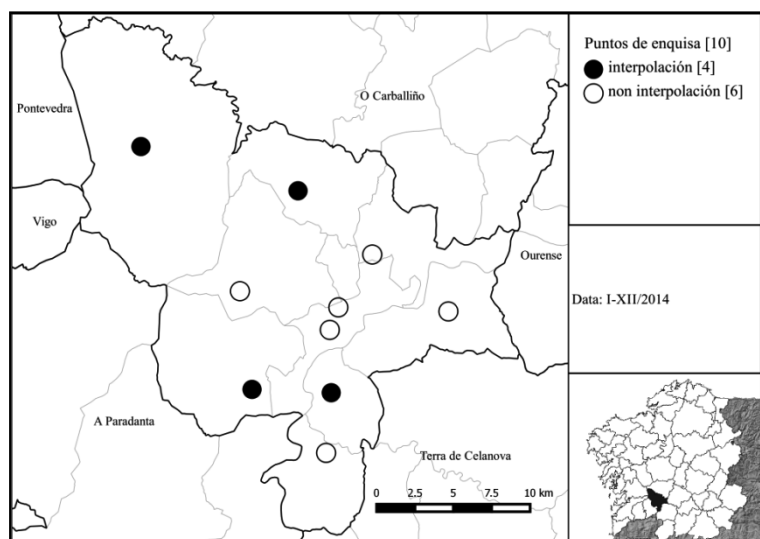 Puntos de enquisa [10]
interpolación [4]
non interpolación [6]
O Carballiño
Pontevedra
Vigo
Ourense
Data: I-XII/2014
A Paradanta
Terra de Celanova
0 2.5 5 7.5 10 km